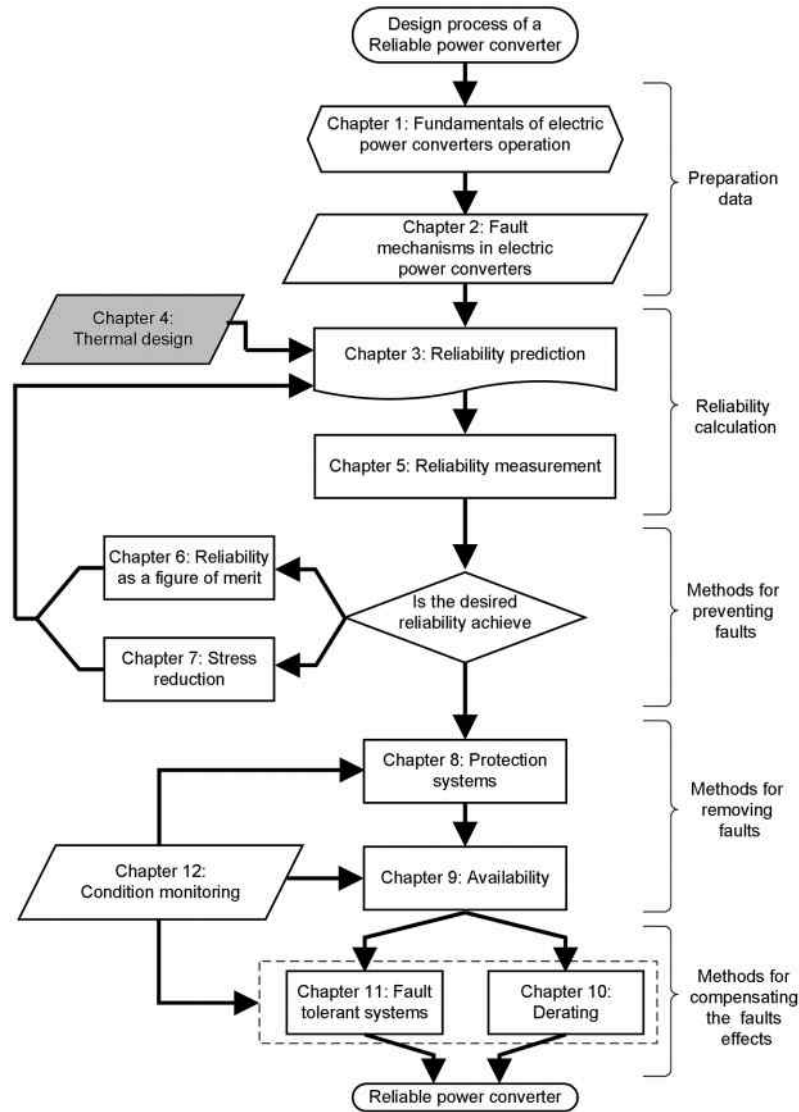 Design process of a
Reliable power converter
Chapter 1: Fundamentals of electric
power converters operation
Preparation
data
Chapter 2: Fault
mechanisms in electric
power converters
Chapter 4:
Thermal design
Chapter 3: Reliability prediction
Reliability
calculation
Chapter 5: Reliability measurement
Chapter 6: Reliability
as a figure of merit
Is the desired
reliability achieve
Methods for
preventing
faults
Chapter 7: Stress
reduction
Chapter 8: Protection
systems
Methods for
removing
faults
Chapter 12:
Condition monitoring
Chapter 9: Availability
Chapter 11: Fault
tolerant systems
Chapter 10:
Derating
Methods for
compensating
the faults
effects
Reliable power converter